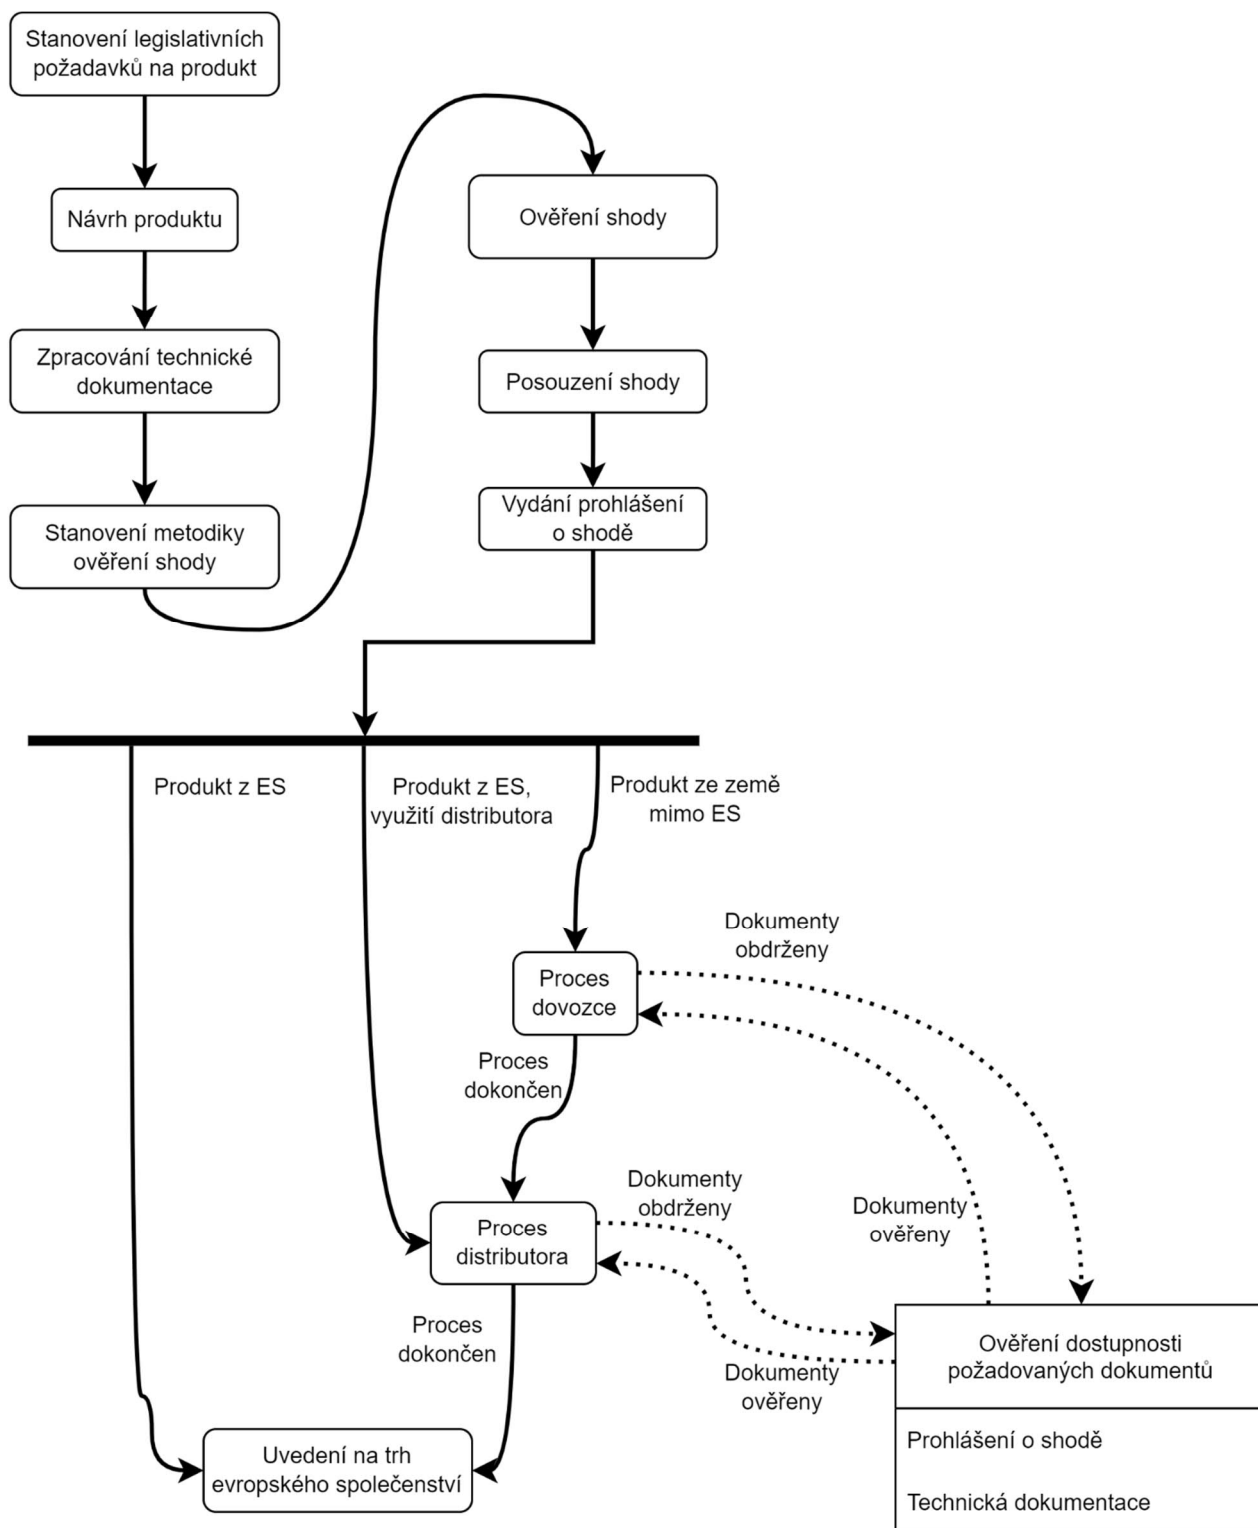 Stanovení legislativních
požadavků na produkt
Návrh produktu
Zpracování technické
dokumentace
Stanovení metodiky
ověření shody
Ověření shody
Posouzení shody
Vydání prohlášení
o shodě
Produkt z ES
Produkt z ES,
využití distributora
Produkt ze země
mimo ES
Dokumenty
obdrženy
Proces
dovozce
Proces
dokončen
Dokumenty
obdrženy
Dokumenty
ověřeny
Proces
distributora
Proces
dokončen
Dokumenty
ověřeny
Ověření dostupnosti
požadovaných dokumentů
Prohlášení o shodě
Technická dokumentace
Uvedení na trh
evropského společenství